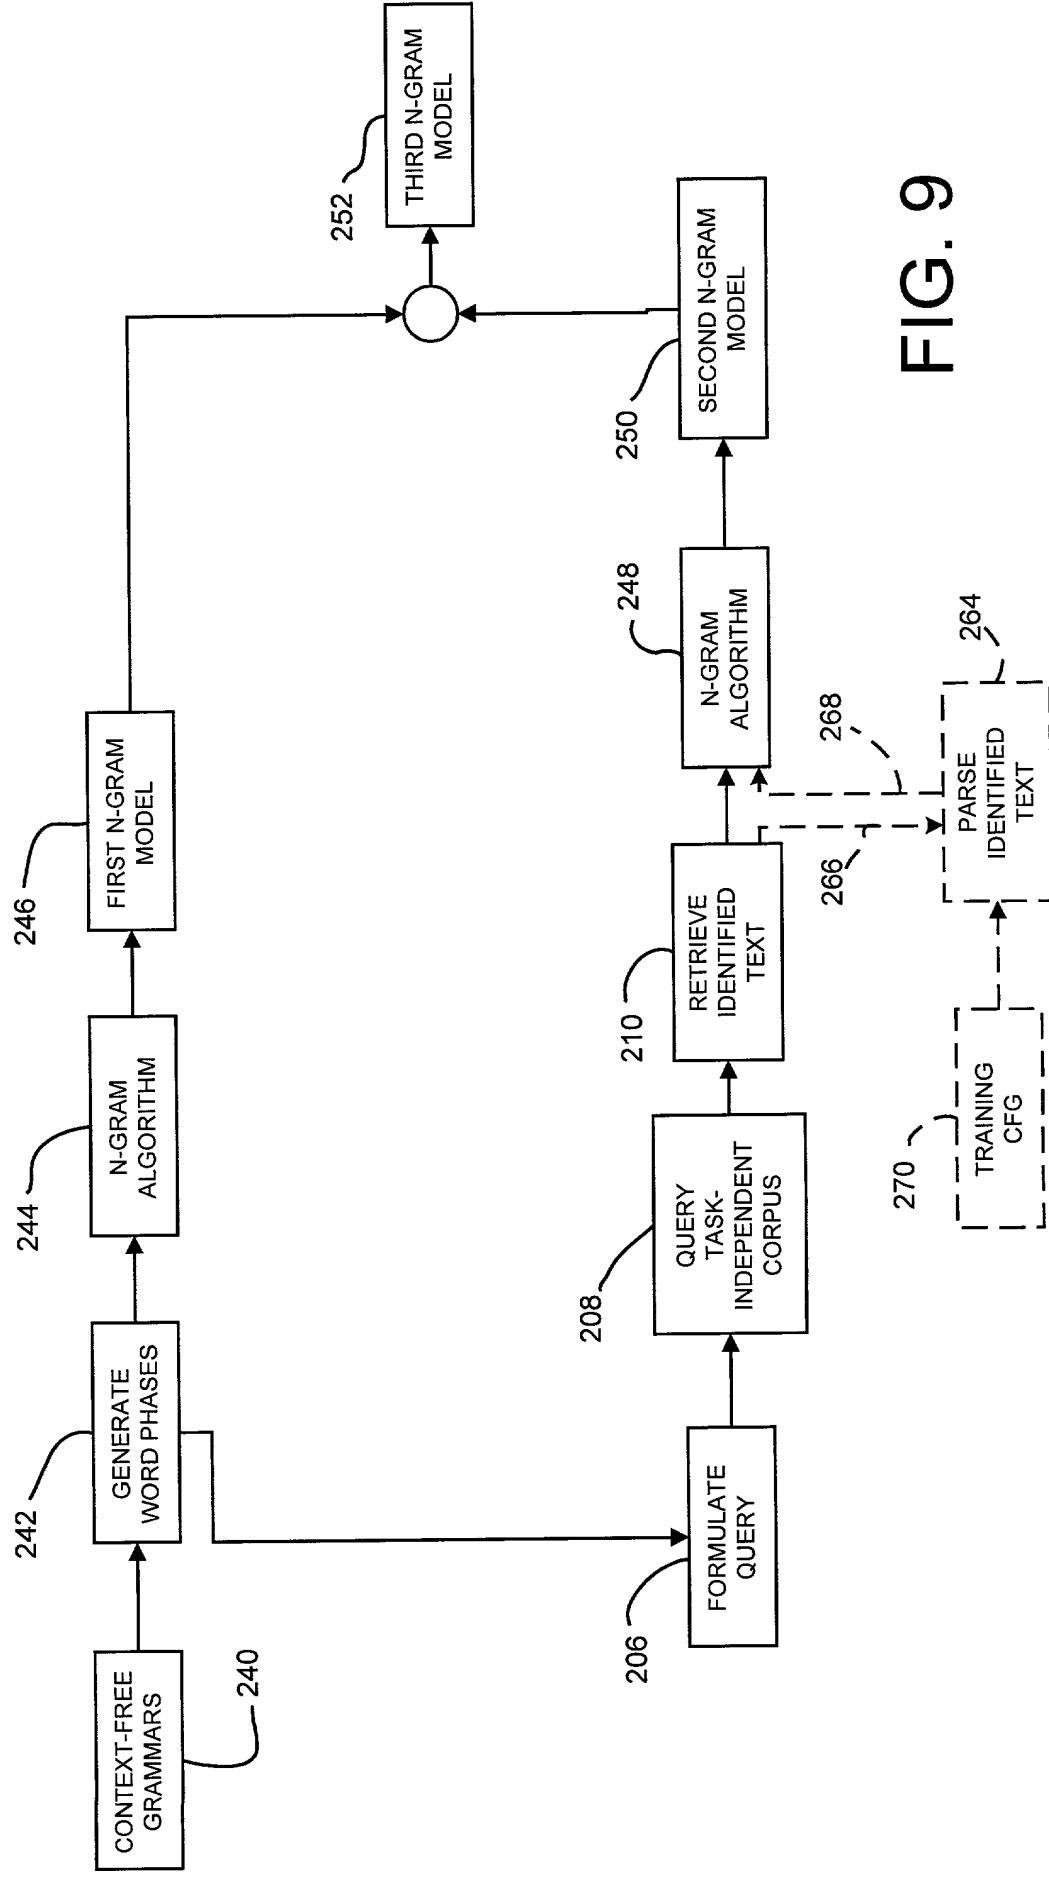 CONTEXT-FREE
GRAMMARS
240
242
GENERATE
WORD PHASES
244
N-GRAM
ALGORITHM
246
FIRST N-GRAM
MODEL
252
THIRD N-GRAM
MODEL
206
FORMULATE
QUERY
208
QUERY
TASK-
INDEPENDENT
CORPUS
210
RETRIEVE
IDENTIFIED
TEXT
248
N-GRAM
ALGORITHM
250
SECOND N-GRAM
MODEL
266
268
270
TRAINING
CFG
264
PARSE
IDENTIFIED
TEXT
FIG. 9